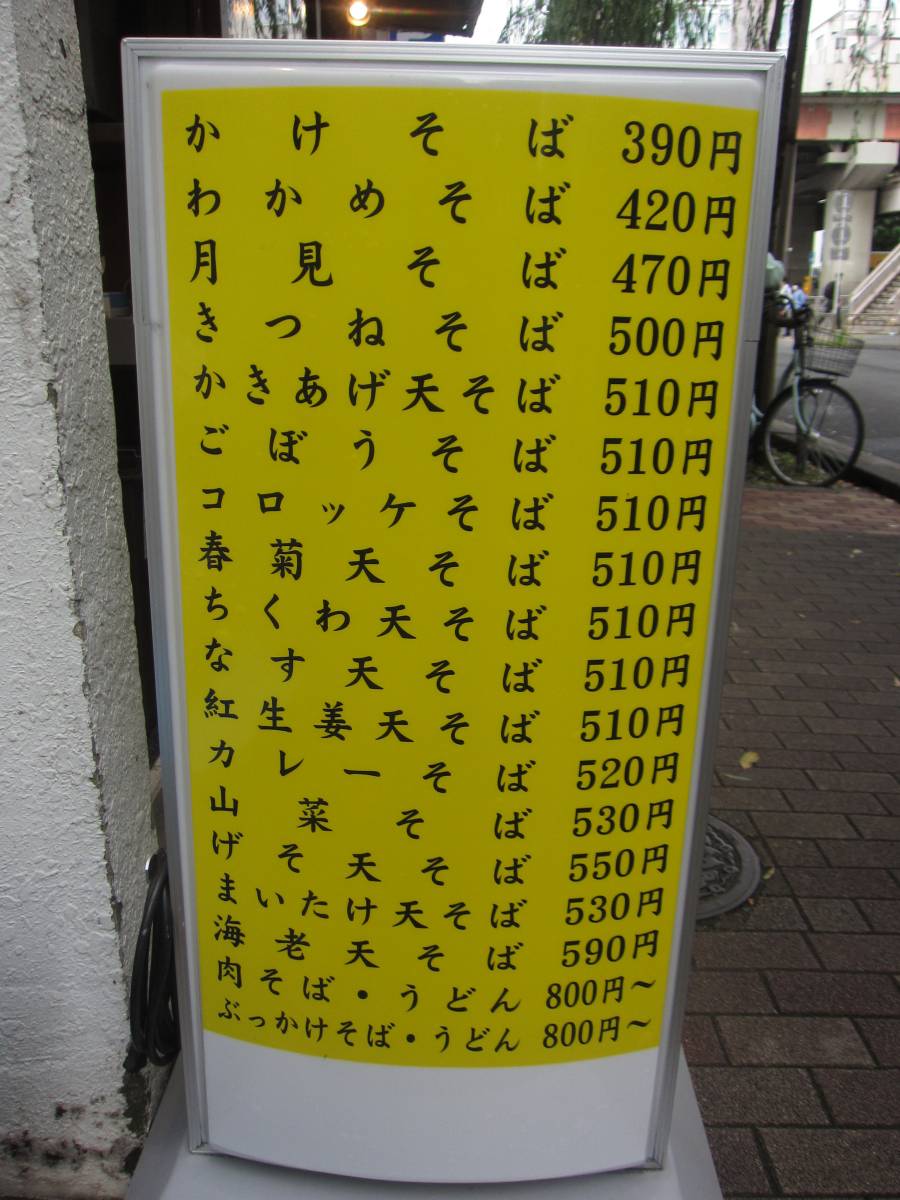 かけそば 390円
わかめそば 420円
月見そば 470円
きつねそば 500円
かきあげ天そば 510円
ごぼうそば 510円
コロッケそば 510円
春菊天そば 510円
ちくわ天そば 510円
なす天そば 510円
紅生姜天そば 510円
カレーそば 520円
山菜そば 530円
げそ天そば 550円
まいたけ天そば 530円
海老天そば 590円
肉そば・うどん 800円～
ぶっかけそば・うどん 800円～